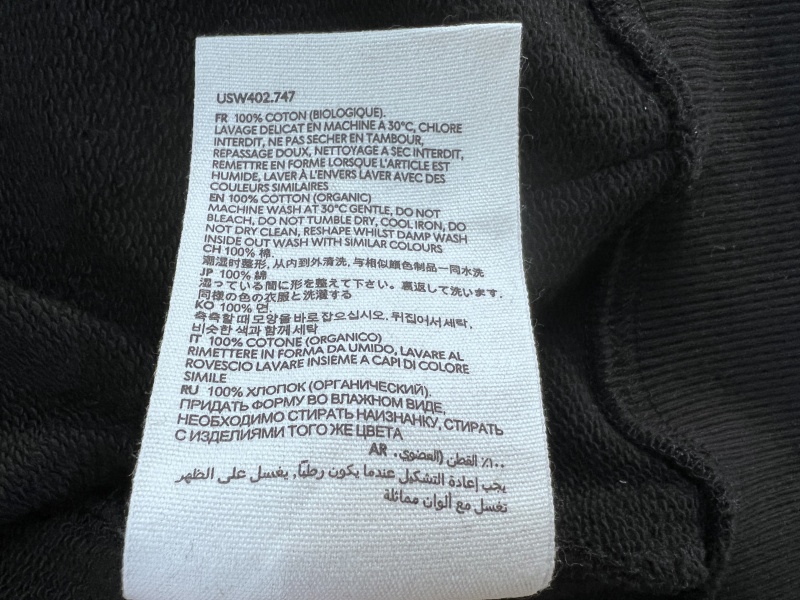 USW402.747
FR 100% COTON (BIOLOGIQUE).
LAVAGE DELICAT EN MACHINE A 30°C, CHLORE
INTERDIT, NE PAS SECHER EN TAMBOUR,
REPASSAGE DOUX, NETTOYAGE A SEC INTERDIT,
REMETTRE EN FORME LORSQUE L'ARTICLE EST
HUMIDE, LAVER À L'ENVERS LAVER AVEC DES
COULEURS SIMILAIRES
EN 100% COTTON (ORGANIC)
MACHINE WASH AT 30°C GENTLE, DO NOT
BLEACH, DO NOT TUMBLE DRY, COOL IRON, DO
NOT DRY CLEAN, RESHAPE WHILST DAMP WASH
INSIDE OUT WASH WITH SIMILAR COLOURS
CH 100% 棉.
潮湿时整形, 从内到外清洗, 与相似颜色制品一同水洗
JP 100% 綿.
湿っている間に形を整えて下さい。裏返して洗います.
同様の色の衣服と洗濯する
KO 100% 면.
축축할 때 모양을 바로 잡으십시오. 뒤집어서 세탁,
비슷한 색과 함께 세탁
IT 100% COTONE (ORGANICO)
RIMETTERE IN FORMA DA UMIDO, LAVARE AL
ROVESCIO LAVARE INSIEME A CAPI DI COLORE
SIMILE
RU 100% ХЛОПОК (ОРГАНИЧЕСКИЙ).
ПРИДАТЬ ФОРМУ ВО ВЛАЖНОМ ВИДЕ,
НЕОБХОДИМО СТИРАТЬ НАИЗНАНКУ, СТИРАТЬ
С ИЗДЕЛИЯМИ ТОГО ЖЕ ЦВЕТА
١٠٠٪ القطن (العضوي). AR
يجب إعادة التشكيل عندما يكون رطبًا, يغسل على الظهر
تغسل مع ألوان مماثلة